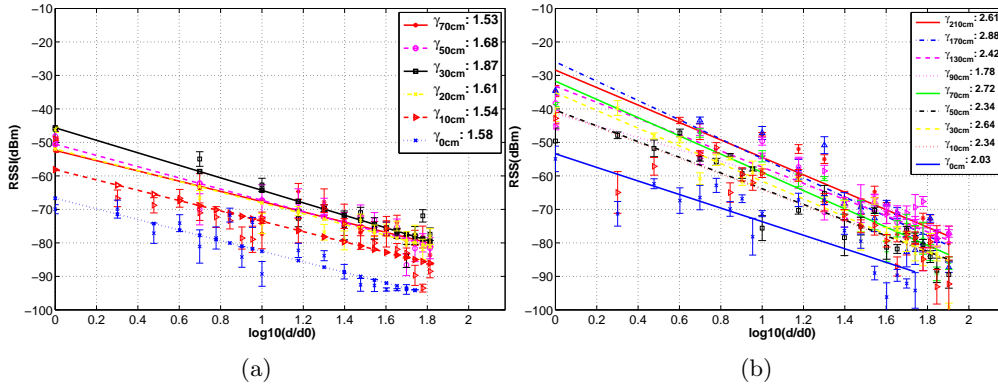 −10
−20
−30
−40
−50
−60
−70
−80
−90
−100
RSSI(dBm)
0
0.2
0.4
0.6
0.8
1.0
1.2
1.4
1.6
1.8
2
log10(d/d0)
γ70cm: 1.53
γ50cm: 1.68
γ30cm: 1.87
γ20cm: 1.61
γ10cm: 1.54
γ0cm: 1.58
(a)
−10
−20
−30
−40
−50
−60
−70
−80
−90
−100
RSSI(dBm)
0
0.2
0.4
0.6
0.8
1.0
1.2
1.4
1.6
1.8
2
log10(d/d0)
γ210cm: 2.61
γ170cm: 2.88
γ130cm: 2.42
γ90cm: 1.78
γ70cm: 2.72
γ50cm: 2.34
γ30cm: 2.64
γ10cm: 2.34
γ0cm: 2.03
(b)